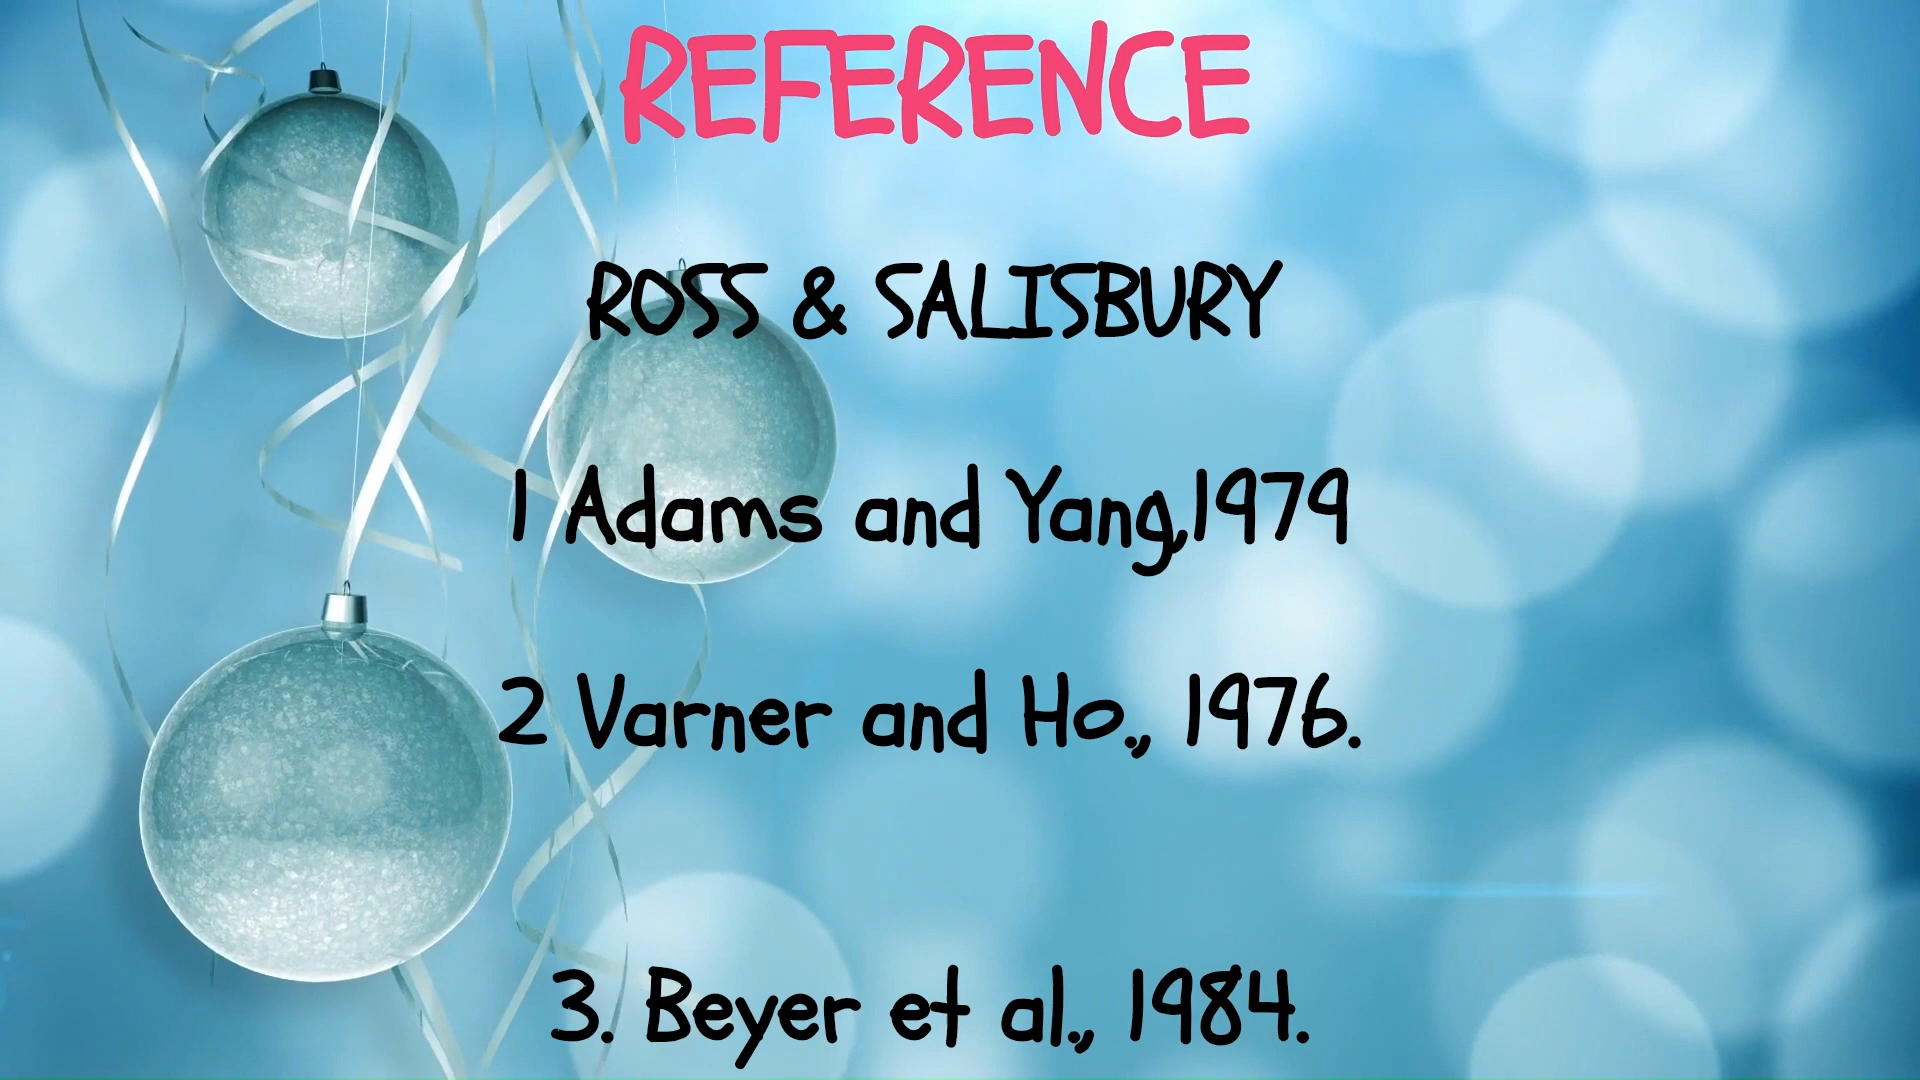 REFERENCE
ROSS & SALISBURY
1 Adams and Yang,1979
2 Varner and Ho., 1976.
3. Beyer et al., 1984.